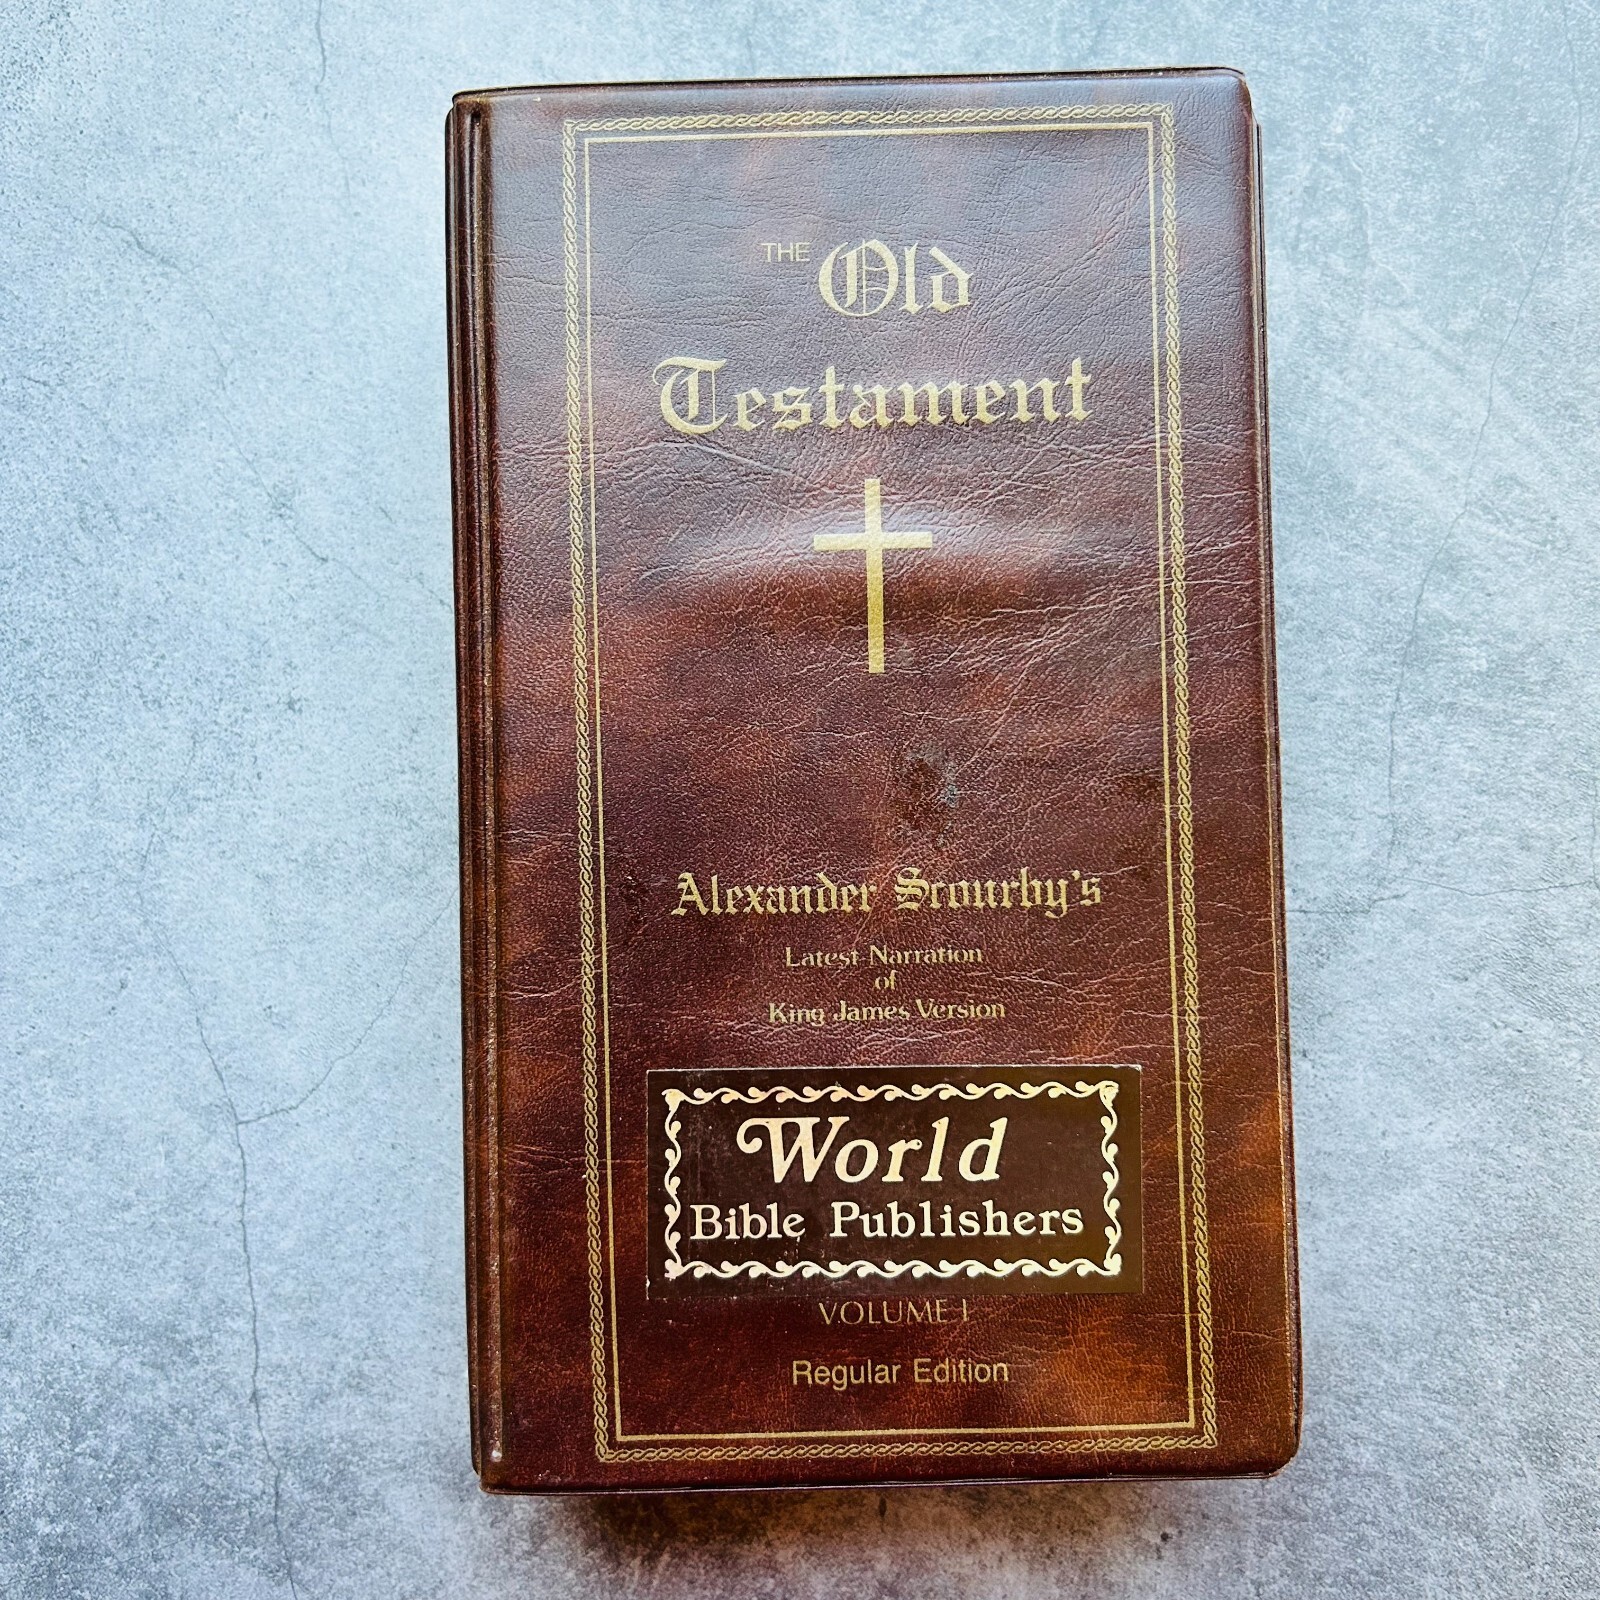 THE Old
Testament
Alexander Scourby's
Latest Narration
of
King James Version
World
Bible Publishers
VOLUME I
Regular Edition